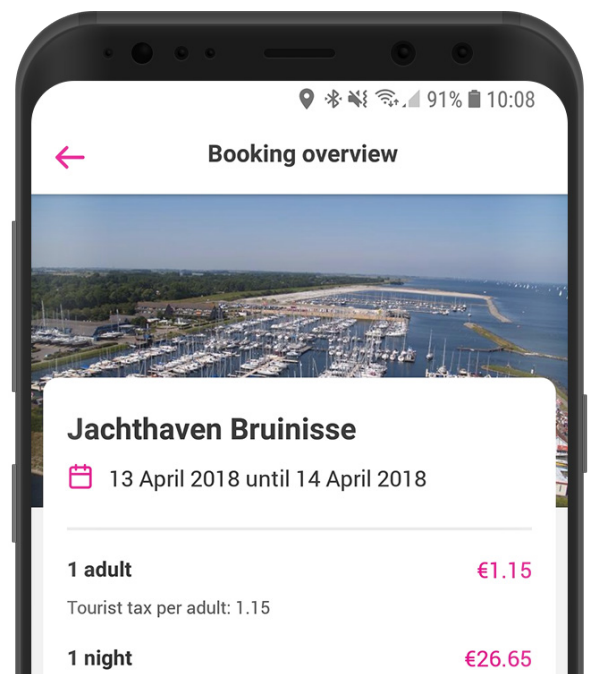 91% 10:08
Booking overview
Jachthaven Bruinisse
13 April 2018 until 14 April 2018
1 adult €1.15
Tourist tax per adult: 1.15
1 night €26.65